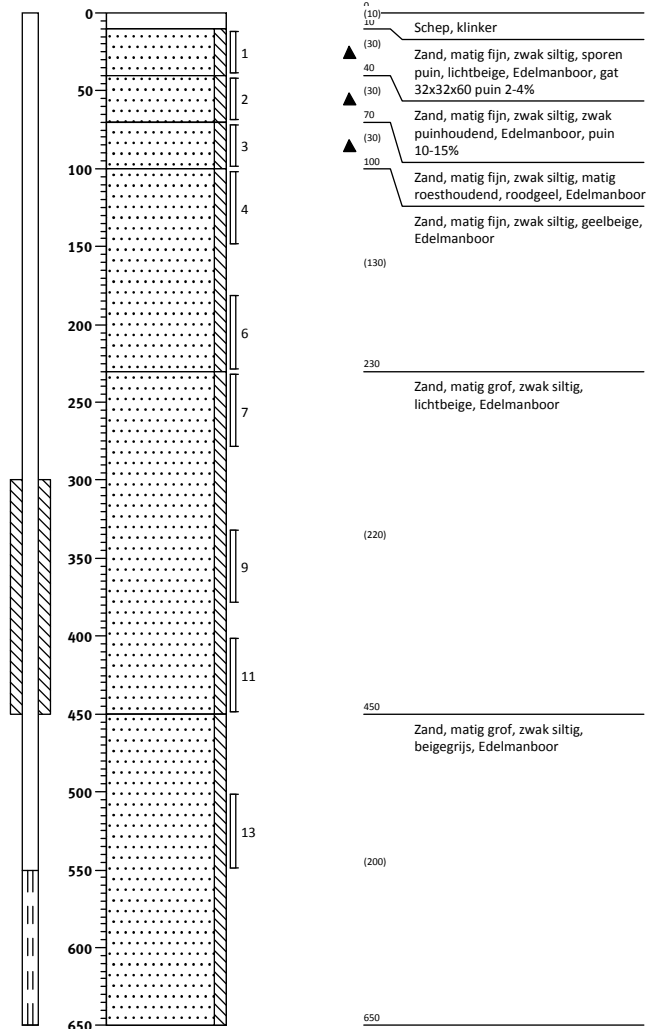 0
50
100
150
200
250
300
350
400
450
500
550
600
650
1
2
3
4
6
7
9
11
13
0
(10)
10
Schep, klinker
(30)
Zand, matig fijn, zwak siltig, sporen
puin, lichtbeige, Edelmanboor, gat
32x32x60 puin 2-4%
40
(30)
70
Zand, matig fijn, zwak siltig, zwak
puinhoudend, Edelmanboor, puin
10-15%
(30)
100
Zand, matig fijn, zwak siltig, matig
roesthoudend, roodgeel, Edelmanboor
Zand, matig fijn, zwak siltig, geelbeige,
Edelmanboor
(130)
230
Zand, matig grof, zwak siltig,
lichtbeige, Edelmanboor
(220)
450
Zand, matig grof, zwak siltig,
beigegrijs, Edelmanboor
(200)
650